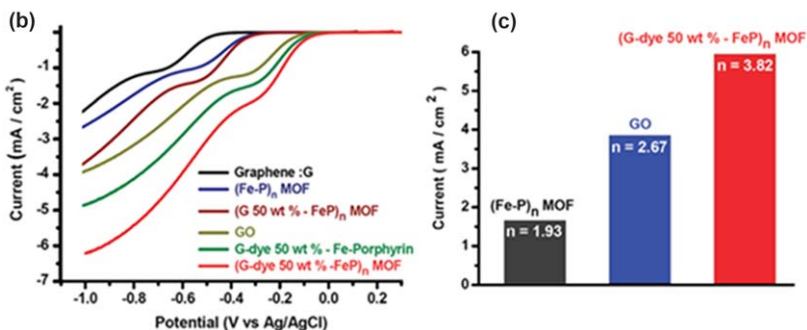 (b)
0
-1
-2
-3
-4
-5
-6
-7
Current (mA / cm²)
Graphene :G
(Fe-P)n MOF
(G 50 wt % - FeP)n MOF
GO
G-dye 50 wt % - Fe-Porphyrin
(G-dye 50 wt % -FeP)n MOF
-1.0 -0.8 -0.6 -0.4 -0.2 0.0 0.2
Potential (V vs Ag/AgCl)
(c)
6
5
4
3
2
1
0
Current ( mA / cm ²)
(G-dye 50 wt % - FeP)n MOF
n = 3.82
GO
n = 2.67
(Fe-P)n MOF
n = 1.93